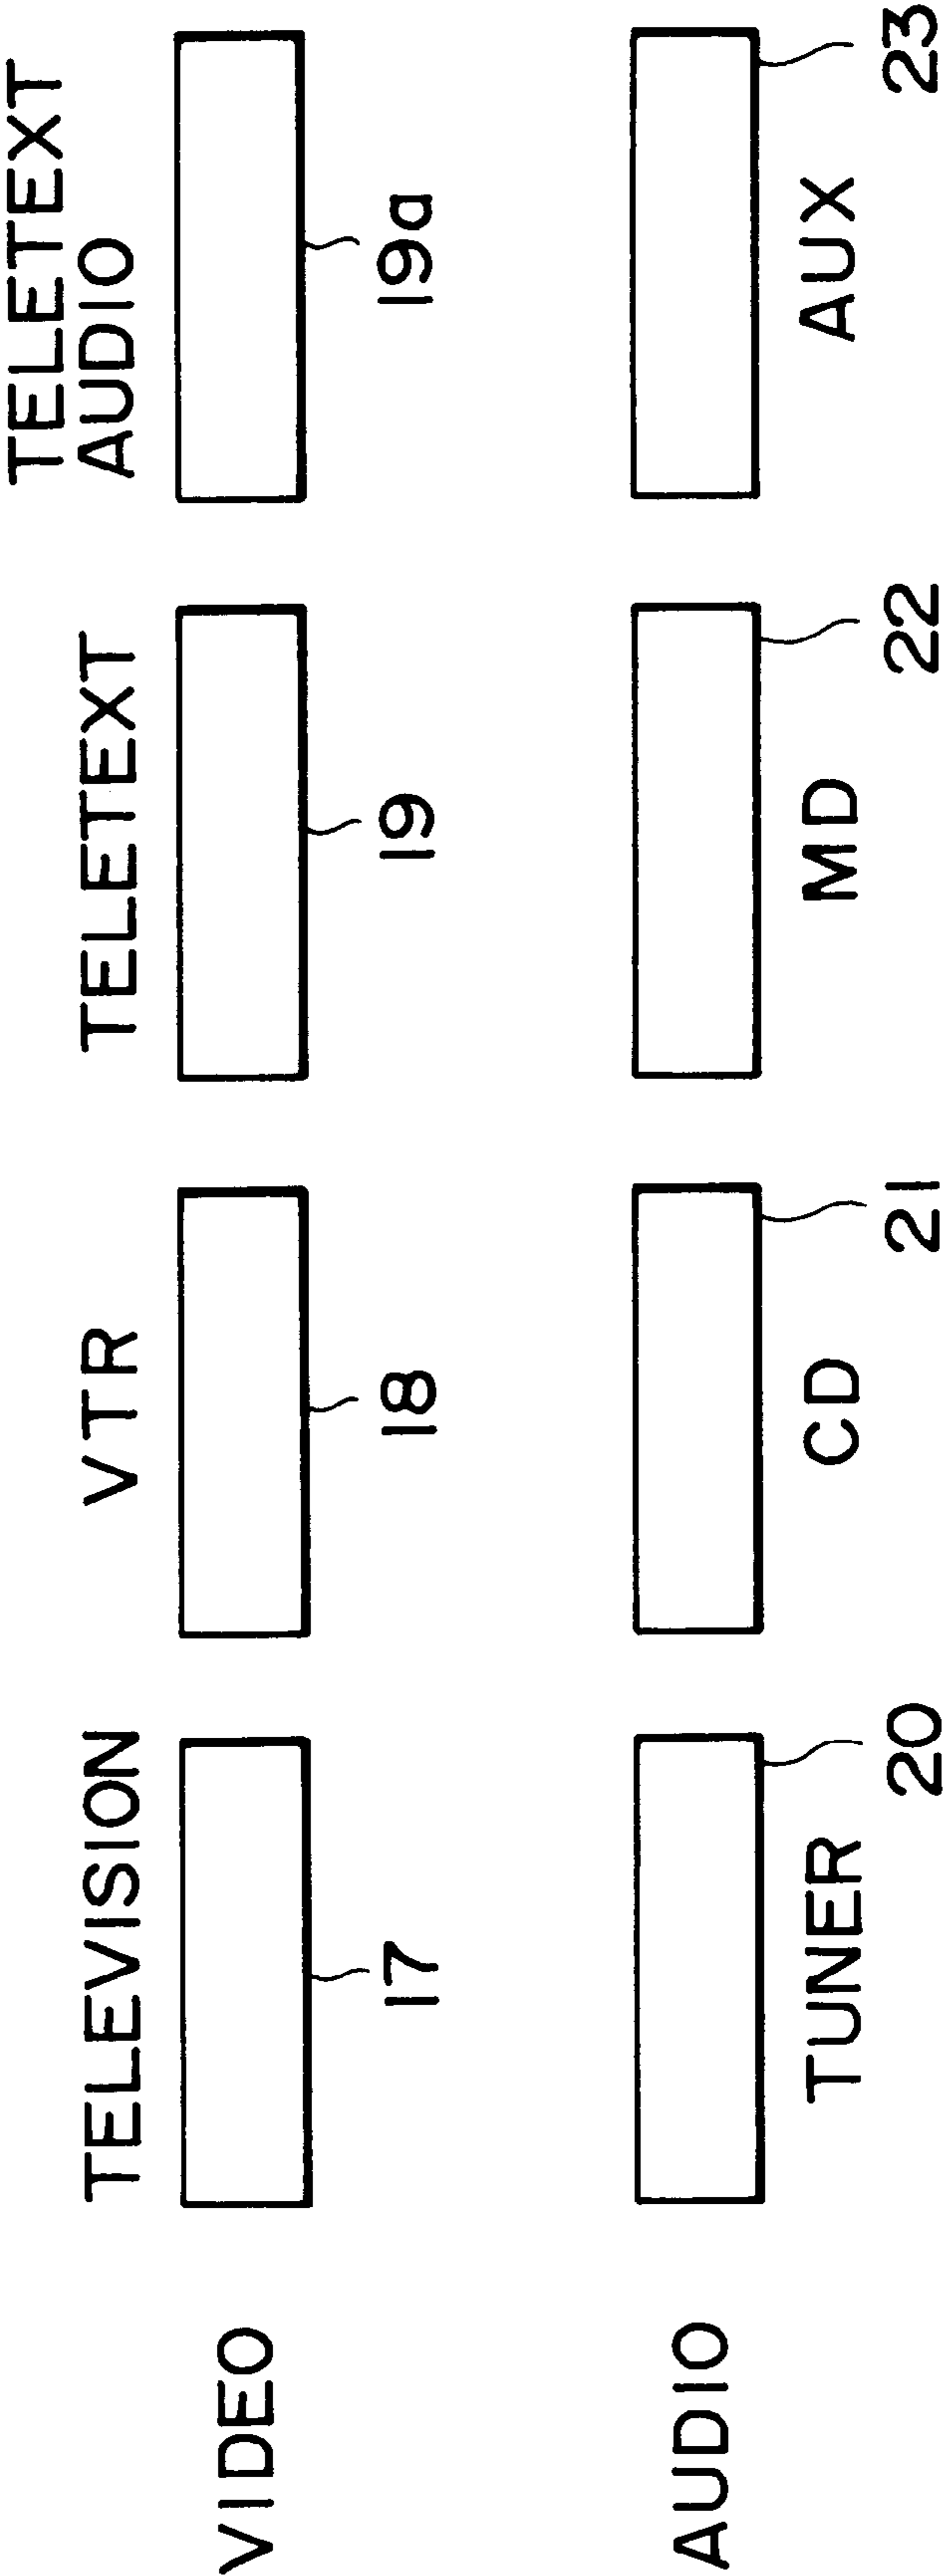 TELEVISION
VTR
TELETEXT
TELETEXT
AUDIO
VIDEO
17
18
19
19a
AUDIO
20
21
22
23
TUNER
CD
MD
AUX